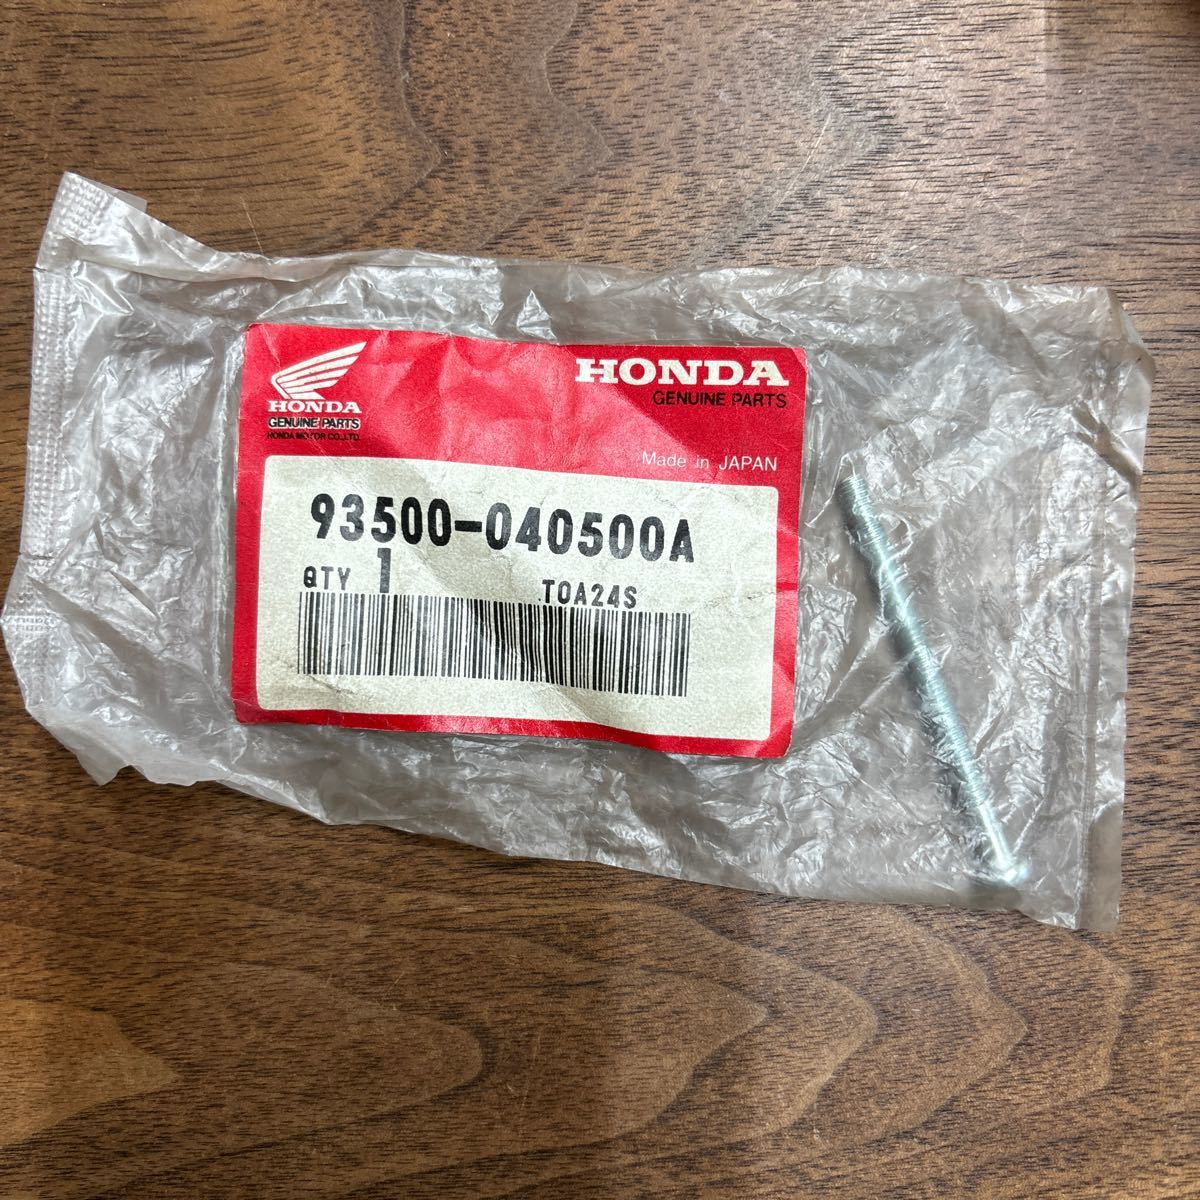 HONDA
GENUINE PARTS
HONDA MOTOR CO.,LTD.
HONDA
GENUINE PARTS
Made in JAPAN
93500-040500A
QTY 1 TOA24S